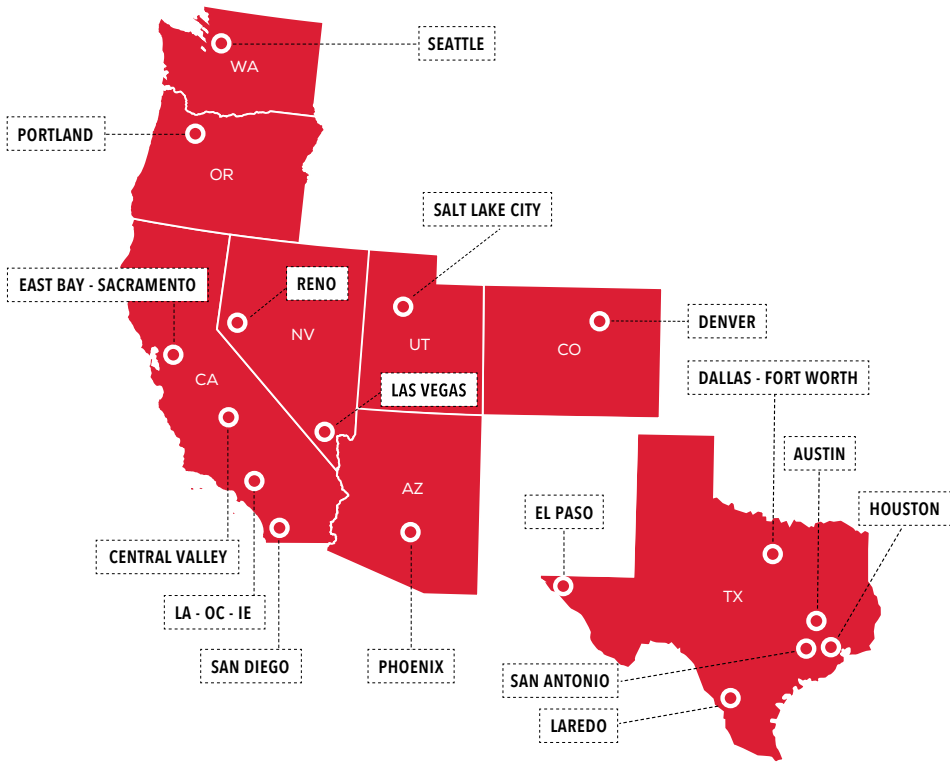 SEATTLE
WA
PORTLAND
OR
SALT LAKE CITY
EAST BAY - SACRAMENTO
RENO
DENVER
NV
UT
CO
CA
DALLAS - FORT WORTH
LAS VEGAS
AUSTIN
AZ
HOUSTON
EL PASO
CENTRAL VALLEY
TX
LA - OC - IE
SAN DIEGO
PHOENIX
SAN ANTONIO
LAREDO